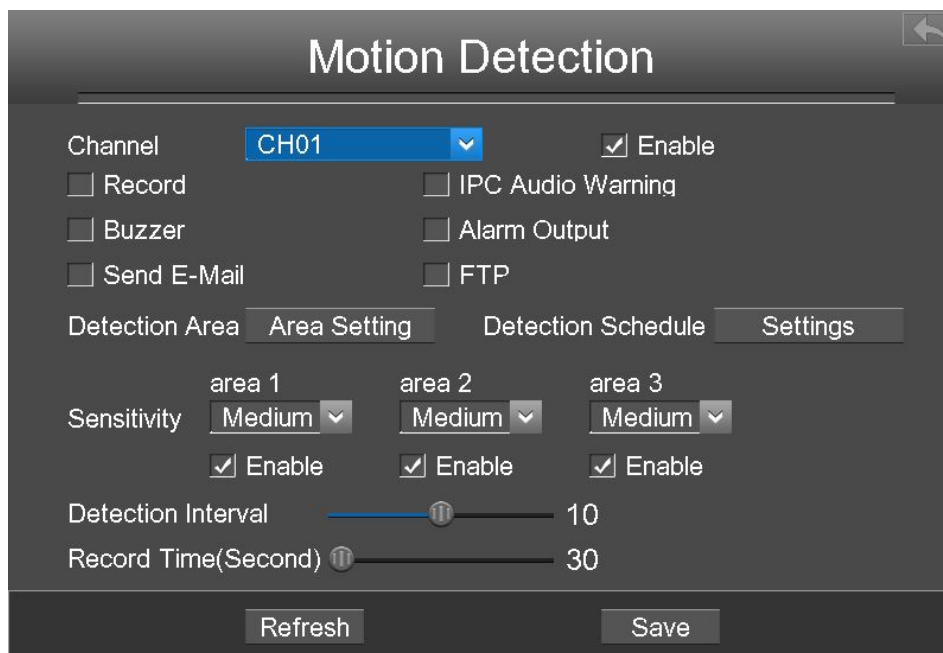 Motion Detection
Channel CH01 Enable
Record IPC Audio Warning
Buzzer Alarm Output
Send E-Mail FTP
Detection Area Area Setting Detection Schedule Settings
area 1 area 2 area 3
Sensitivity Medium Medium Medium
Enable Enable Enable
Detection Interval 10
Record Time(Second) 30
Refresh Save